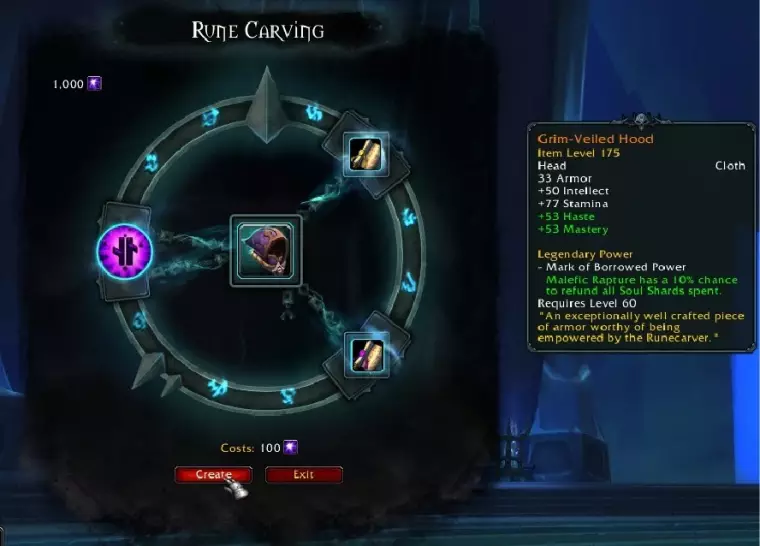 Rune Carving
1,000
Grim-Veiled Hood
Item Level 175
Head Cloth
33 Armor
+50 Intellect
+77 Stamina
+53 Haste
+53 Mastery
Legendary Power
- Mark of Borrowed Power
Malefic Rapture has a 10% chance
to refund all Soul Shards spent.
Requires Level 60
"An exceptionally well crafted piece
of armor worthy of being
empowered by the Runecarver."
Costs: 100
Create Exit